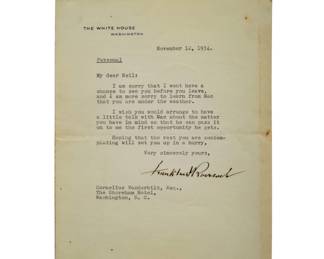 THE WHITE HOUSE
WASHINGTON
November 12, 1934.
Personal
My dear Neil:
I am sorry that I wont have a
chance to see you before you leave,
and I am more sorry to learn from Mac
that you are under the weather.
I wish you would arrange to have
a little talk with Mac about the matter
you have in mind so that he can pass it
on to me the first opportunity he gets.
Hoping that the rest you are contem-
plating will set you up in a hurry,
Very sincerely yours,
Franklin D Roosevelt
Cornelius Vanderbilt, Esq.,
The Shoreham Hotel,
Washington, D. C.